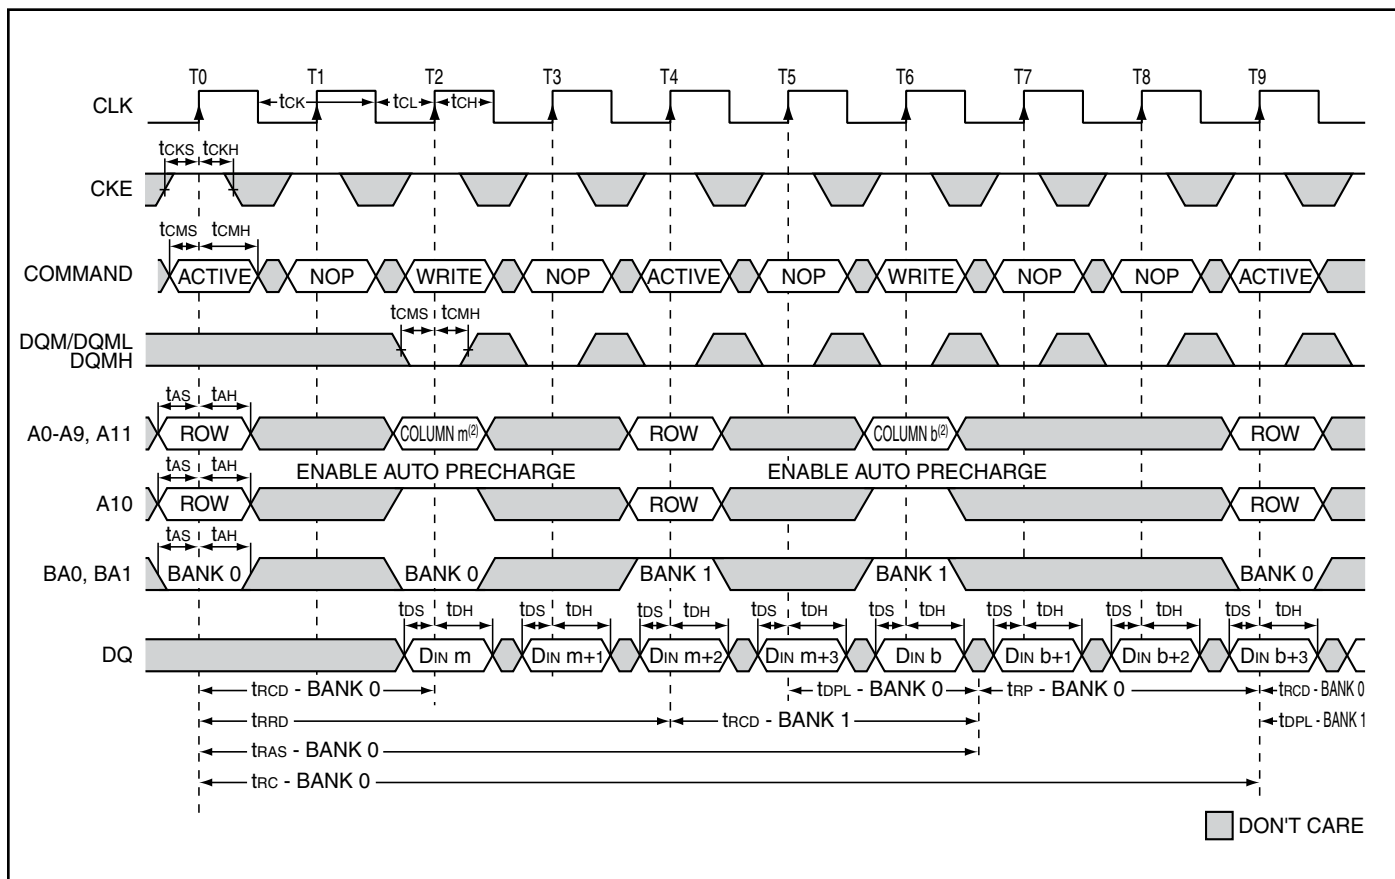 T0 T1 T2 T3 T4 T5 T6 T7 T8 T9
CLK tCK tCL tCH
tCKS tCKH
CKE
tCMS tCMH
COMMAND ACTIVE NOP WRITE NOP ACTIVE NOP WRITE NOP NOP ACTIVE
tCMS tCMH
DQM/DQML
DQMH
tAS tAH
A0-A9, A11 ROW COLUMN m(2) ROW COLUMN b(2) ROW
tAS tAH ENABLE AUTO PRECHARGE ENABLE AUTO PRECHARGE
A10 ROW ROW ROW
tAS tAH
BA0, BA1 BANK 0 BANK 0 BANK 1 BANK 1 BANK 0
tDS tDH tDS tDH tDS tDH tDS tDH tDS tDH tDS tDH tDS tDH tDS tDH
DQ DIN m DIN m+1 DIN m+2 DIN m+3 DIN b DIN b+1 DIN b+2 DIN b+3
tRCD - BANK 0 tDPL - BANK 0 tRP - BANK 0 tRCD - BANK 0
tRRD tRCD - BANK 1 tDPL - BANK 1
tRAS - BANK 0
tRC - BANK 0
DON'T CARE